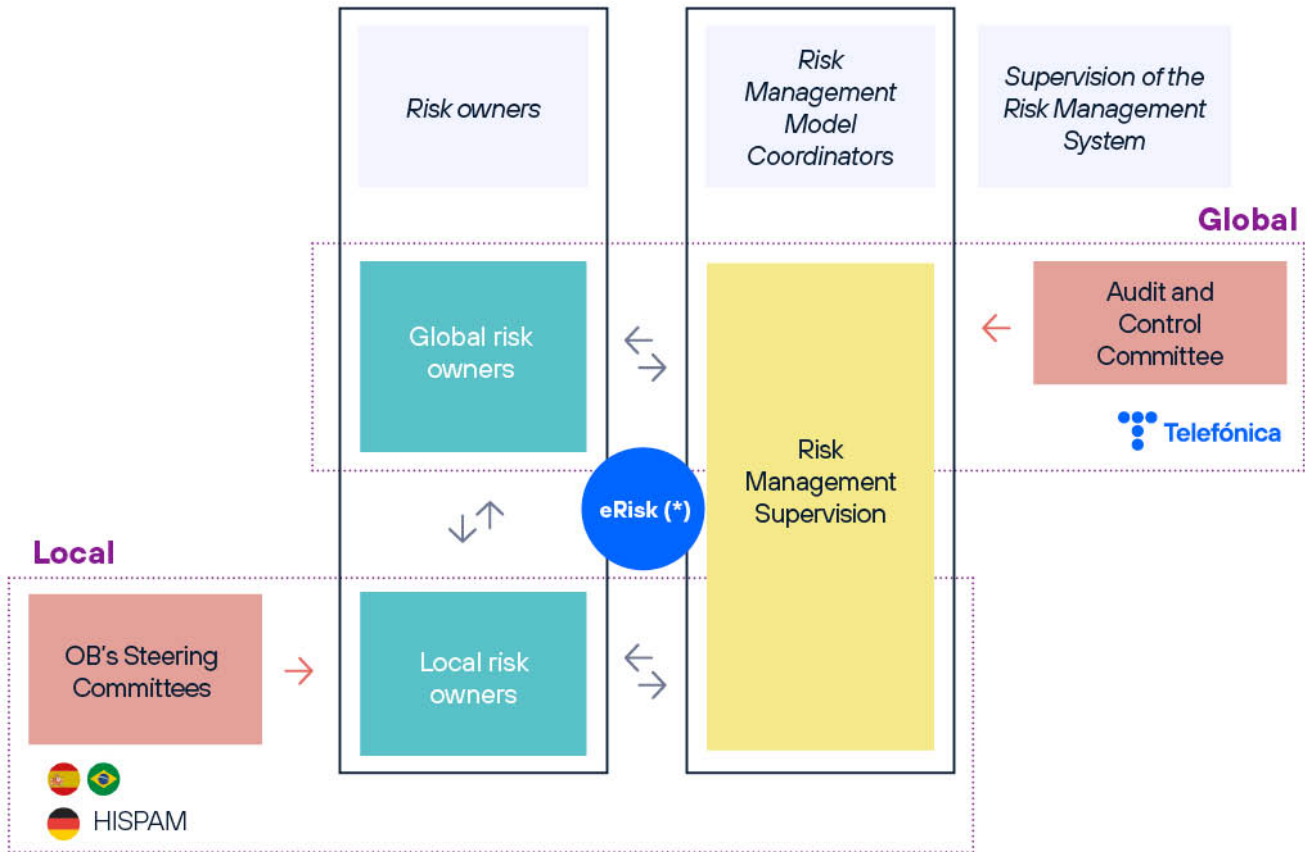 Risk owners
Risk
Management
Model
Coordinators
Supervision of the
Risk Management
System
Global
Global risk
owners
Audit and
Control
Committee
Telefónica
Risk
Management
Supervision
eRisk (*)
Local
OB's Steering
Committees
Local risk
owners
HISPAM